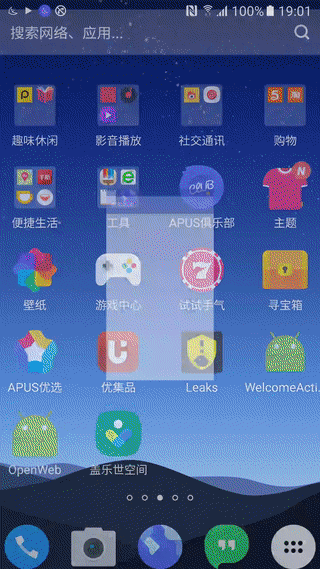 100% 19:01
搜索网络、应用...
趣味休闲 影音播放 社交通讯 购物
N
便捷生活 工具 APUS俱乐部 主题
壁纸 游戏中心 试试手气 寻宝箱
APUS优选 优集品 Leaks WelcomeActi...
OpenWeb 盖乐世空间